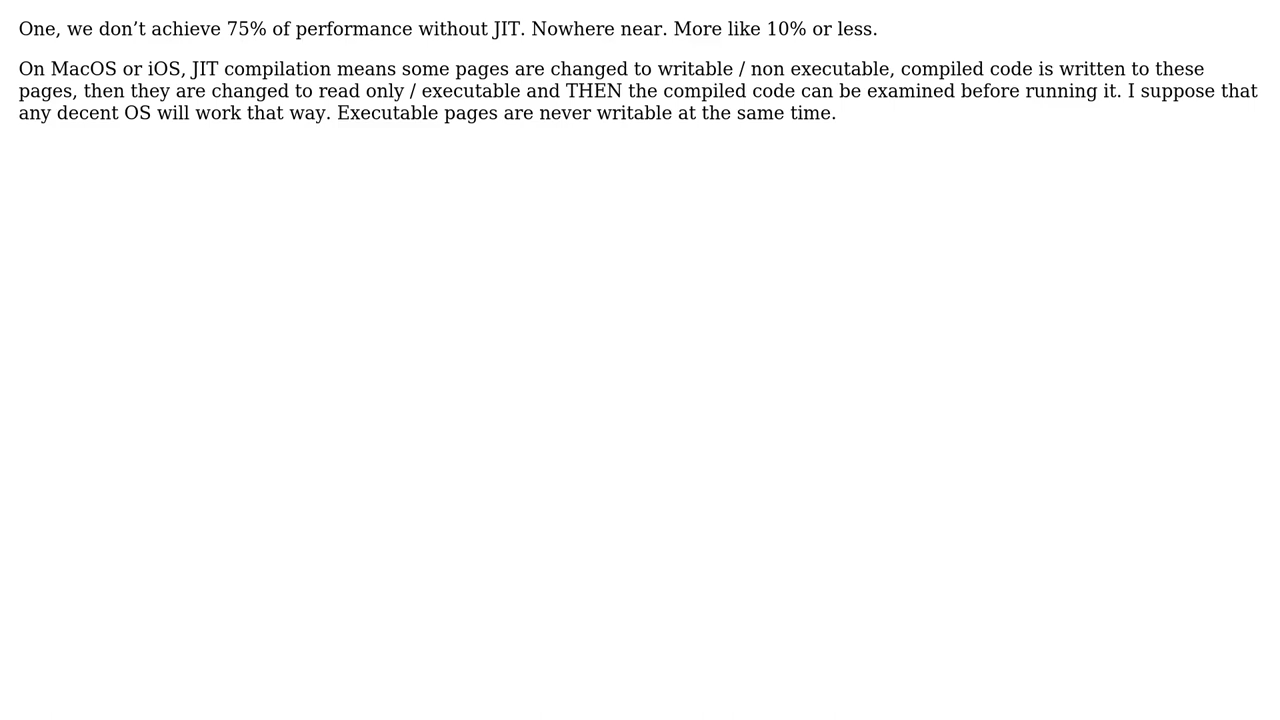 One, we don’t achieve 75% of performance without JIT. Nowhere near. More like 10% or less.
On MacOS or iOS, JIT compilation means some pages are changed to writable / non executable, compiled code is written to these
pages, then they are changed to read only / executable and THEN the compiled code can be examined before running it. I suppose that
any decent OS will work that way. Executable pages are never writable at the same time.